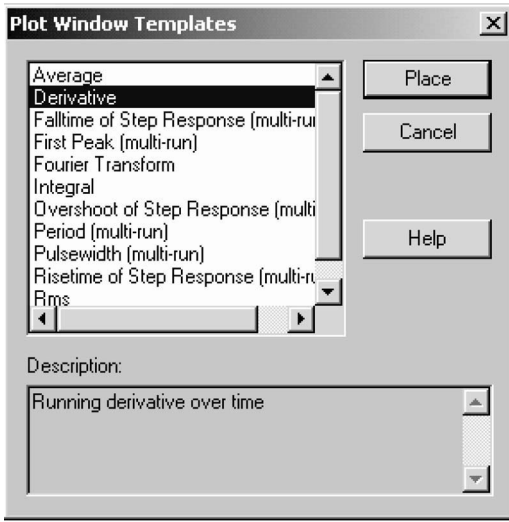 Plot Window Templates
Average
Derivative
Falltime of Step Response (multi-ru
First Peak (multi-run)
Fourier Transform
Integral
Overshoot of Step Response (multi
Period (multi-run)
Pulsewidth (multi-run)
Risetime of Step Response (multi-ru
Rms
Place
Cancel
Help
Description:
Running derivative over time